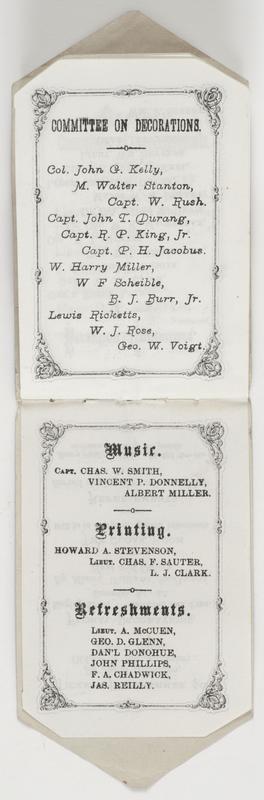 COMMITTEE ON DECORATIONS.
Col. John G. Kelly,
M. Walter Stanton,
Capt. W. Rush.
Capt. John T. Durang,
Capt. R. P. King, Jr.
Capt. P. H. Jacobus.
W. Harry Miller,
W F Scheible,
E. J. Burr, Jr.
Lewis Ricketts,
W. J. Rose,
Geo. W. Voigt.
Music.
CAPT. CHAS. W. SMITH,
VINCENT P. DONNELLY,
ALBERT MILLER.
Printing.
HOWARD A. STEVENSON,
LIEUT. CHAS. F. SAUTER,
L. J. CLARK.
Refreshments.
LIEUT. A. McCUEN,
GEO. D. GLENN,
DAN'L DONOHUE,
JOHN PHILLIPS,
F. A. CHADWICK,
JAS. REILLY.